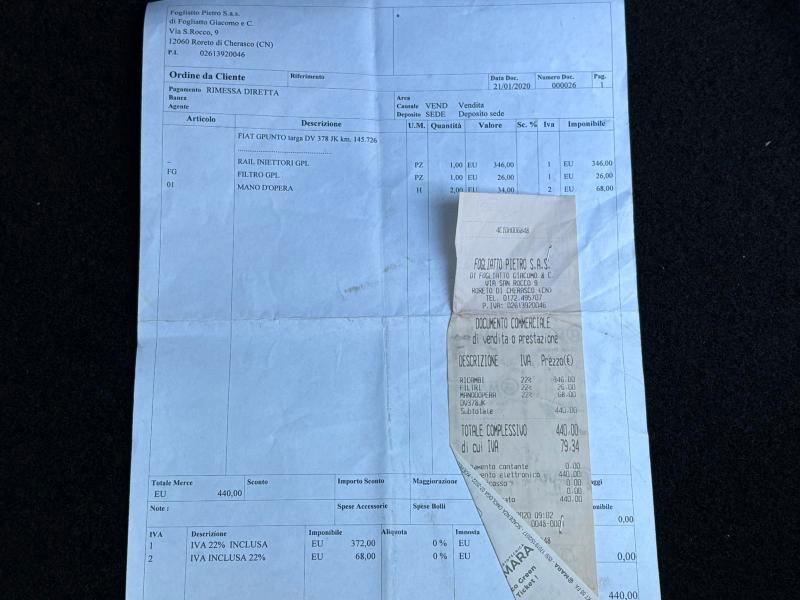 Fogliatto Pietro S.a.s.
di Fogliatto Giacomo e C.
Via S.Rocco, 9
12060 Roreto di Cherasco (CN)
P.I. 02613920046
Ordine da Cliente Riferimento Data Doc. Numero Doc. Pag.
21/01/2020 000026 1
Pagamento RIMESSA DIRETTA
Banca
Agente
Area
Causale VEND Vendita
Deposito SEDE Deposito sede
Articolo Descrizione U.M. Quantità Valore Sc. % Iva Imponibile
FIAT GPUNTO targa DV 378 JK km. 145.726
RAIL INIETTORI GPL PZ 1,00 EU 346,00 1 EU 346,00
FG FILTRO GPL PZ 1,00 EU 26,00 1 EU 26,00
01 MANO D'OPERA H 2,00 EU 34,00 2 EU 68,00
FOGLIATTO PIETRO S.A.S.
DI FOGLIATTO GIACOMO & C.
VIA SAN ROCCO 9
RORETO DI CHERASCO (CN)
TEL. 0172.495707
P.IVA: 02613920046
DOCUMENTO COMMERCIALE
di vendita o prestazione
DESCRIZIONE IVA Prezzo(€)
RICAMBI 22% 346.00
FILTRI 22% 26.00
MANODOPERA 22% 68.00
DV378JK
Subtotale 440.00
TOTALE COMPLESSIVO 440.00
di cui IVA 79.34
contante 0.00
elettronico 440.00
0.00
0.00
440.00
2020 09:02
0048-0001
Totale Merce Sconto Importo Sconto Maggiorazione
EU 440,00
Note : Spese Accessorie Spese Bolli
0,00
IVA Descrizione Imponibile Aliquota Imposta
1 IVA 22% INCLUSA EU 372,00 0 % EU
2 IVA INCLUSA 22% EU 68,00 0 % EU 0,00
440,00
MARA
Green
Ticket!